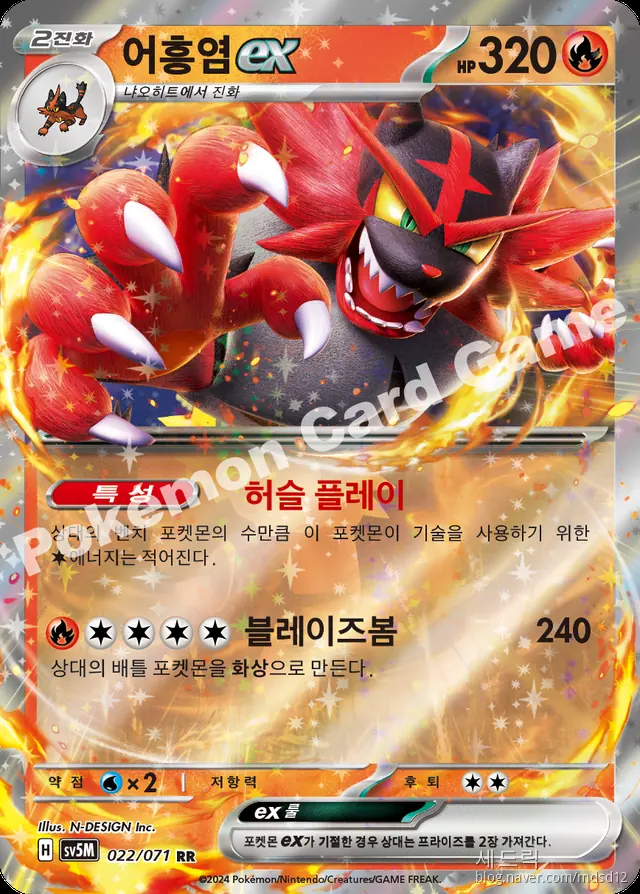 2진화
어흥염 ex
HP 320
냐오히트에서 진화
Pokémon Card Game
특성 허슬 플레이
상대의 벤치 포켓몬의 수만큼 이 포켓몬이 기술을 사용하기 위한
에너지는 적어진다.
블레이즈봄 240
상대의 배틀 포켓몬을 화상으로 만든다.
약점 ×2 저항력 후퇴
Illus. N-DESIGN Inc.
ex 룰
포켓몬 ex가 기절한 경우 상대는 프라이즈를 2장 가져간다.
H sv5M 022/071 RR
©2024 Pokémon/Nintendo/Creatures/GAME FREAK.
세드릭
blog.naver.com/mdsd12